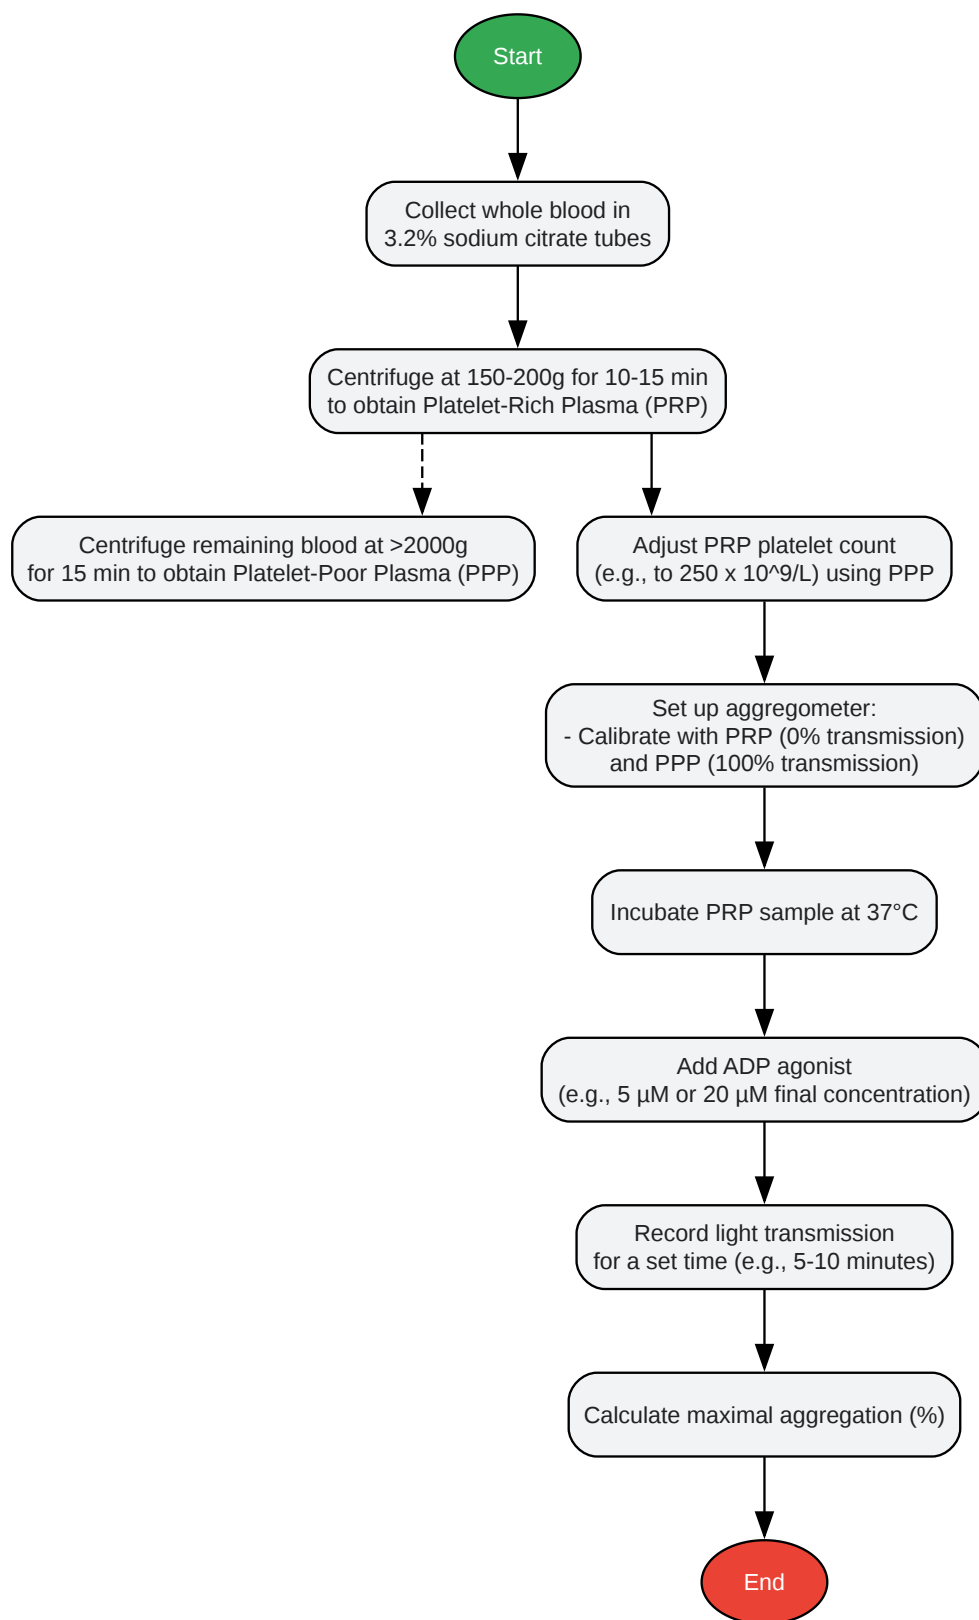 Start
Collect whole blood in
3.2% sodium citrate tubes
Centrifuge at 150-200g for 10-15 min
to obtain Platelet-Rich Plasma (PRP)
Centrifuge remaining blood at >2000g
for 15 min to obtain Platelet-Poor Plasma (PPP)
Adjust PRP platelet count
(e.g., to 250 x 10^9/L) using PPP
Set up aggregometer:
- Calibrate with PRP (0% transmission)
and PPP (100% transmission)
Incubate PRP sample at 37°C
Add ADP agonist
(e.g., 5 µM or 20 µM final concentration)
Record light transmission
for a set time (e.g., 5-10 minutes)
Calculate maximal aggregation (%)
End